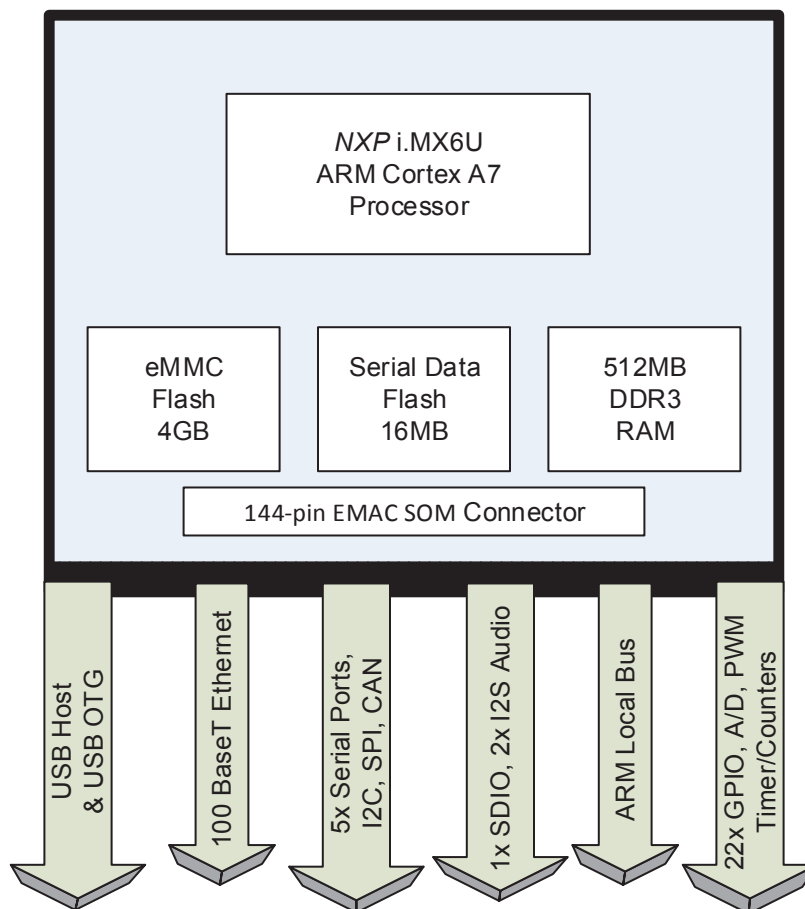 NXP i.MX6U
ARM Cortex A7
Processor
eMMC
Flash
4GB
Serial Data
Flash
16MB
512MB
DDR3
RAM
144-pin EMAC SOM Connector
USB Host
& USB OTG
100 BaseT Ethernet
5x Serial Ports,
I2C, SPI, CAN
1x SDIO, 2x I2S Audio
ARM Local Bus
22x GPIO, A/D, PWM
Timer/Counters